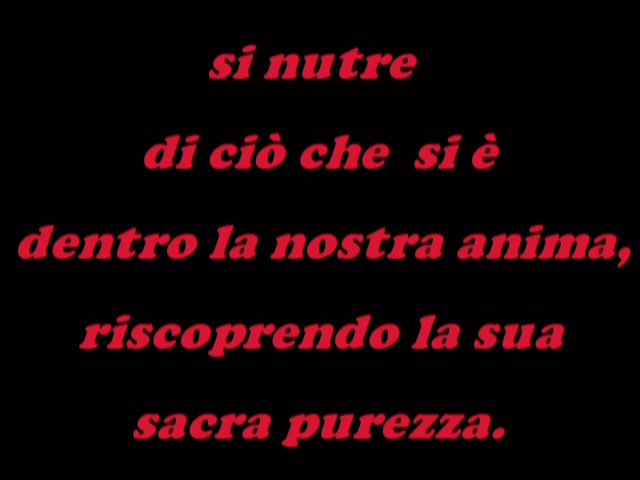 si nutre
di ciò che si è
dentro la nostra anima,
riscoprendo la sua
sacra purezza.